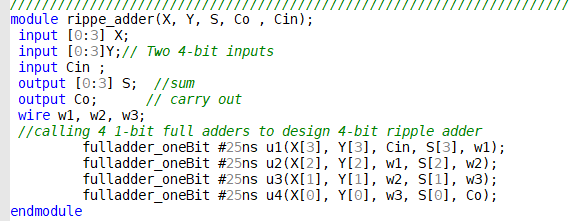 ////////////////////////////////////////////////////////////////////////
module rippe_adder(X, Y, S, Co , Cin);
input [0:3] X;
input [0:3]Y;// Two 4-bit inputs
input Cin ;
output [0:3] S;  //sum
output Co;       // carry out
wire w1, w2, w3;
//calling 4 1-bit full adders to design 4-bit ripple adder
fulladder_oneBit #25ns u1(X[3], Y[3], Cin, S[3], w1);
fulladder_oneBit #25ns u2(X[2], Y[2], w1, S[2], w2);
fulladder_oneBit #25ns u3(X[1], Y[1], w2, S[1], w3);
fulladder_oneBit #25ns u4(X[0], Y[0], w3, S[0], Co);
endmodule